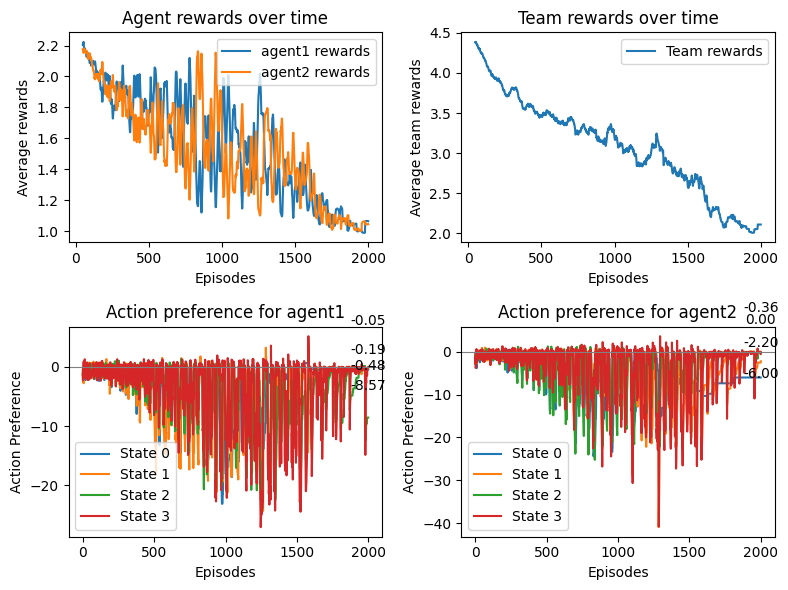 Agent rewards over time
Average rewards
2.2
2.0
1.8
1.6
1.4
1.2
1.0
agent1 rewards
agent2 rewards
0
500
1000
1500
2000
Episodes
Team rewards over time
Average team rewards
4.5
4.0
3.5
3.0
2.5
2.0
Team rewards
0
500
1000
1500
2000
Episodes
Action preference for agent1
Action Preference
0
−10
−20
-0.05
-0.19
-0.48
-8.57
State 0
State 1
State 2
State 3
0
500
1000
1500
2000
Episodes
Action preference for agent2
Action Preference
5
0
−10
−20
−30
−40
-0.36
0.00
-2.20
-6.00
State 0
State 1
State 2
State 3
0
500
1000
1500
2000
Episodes